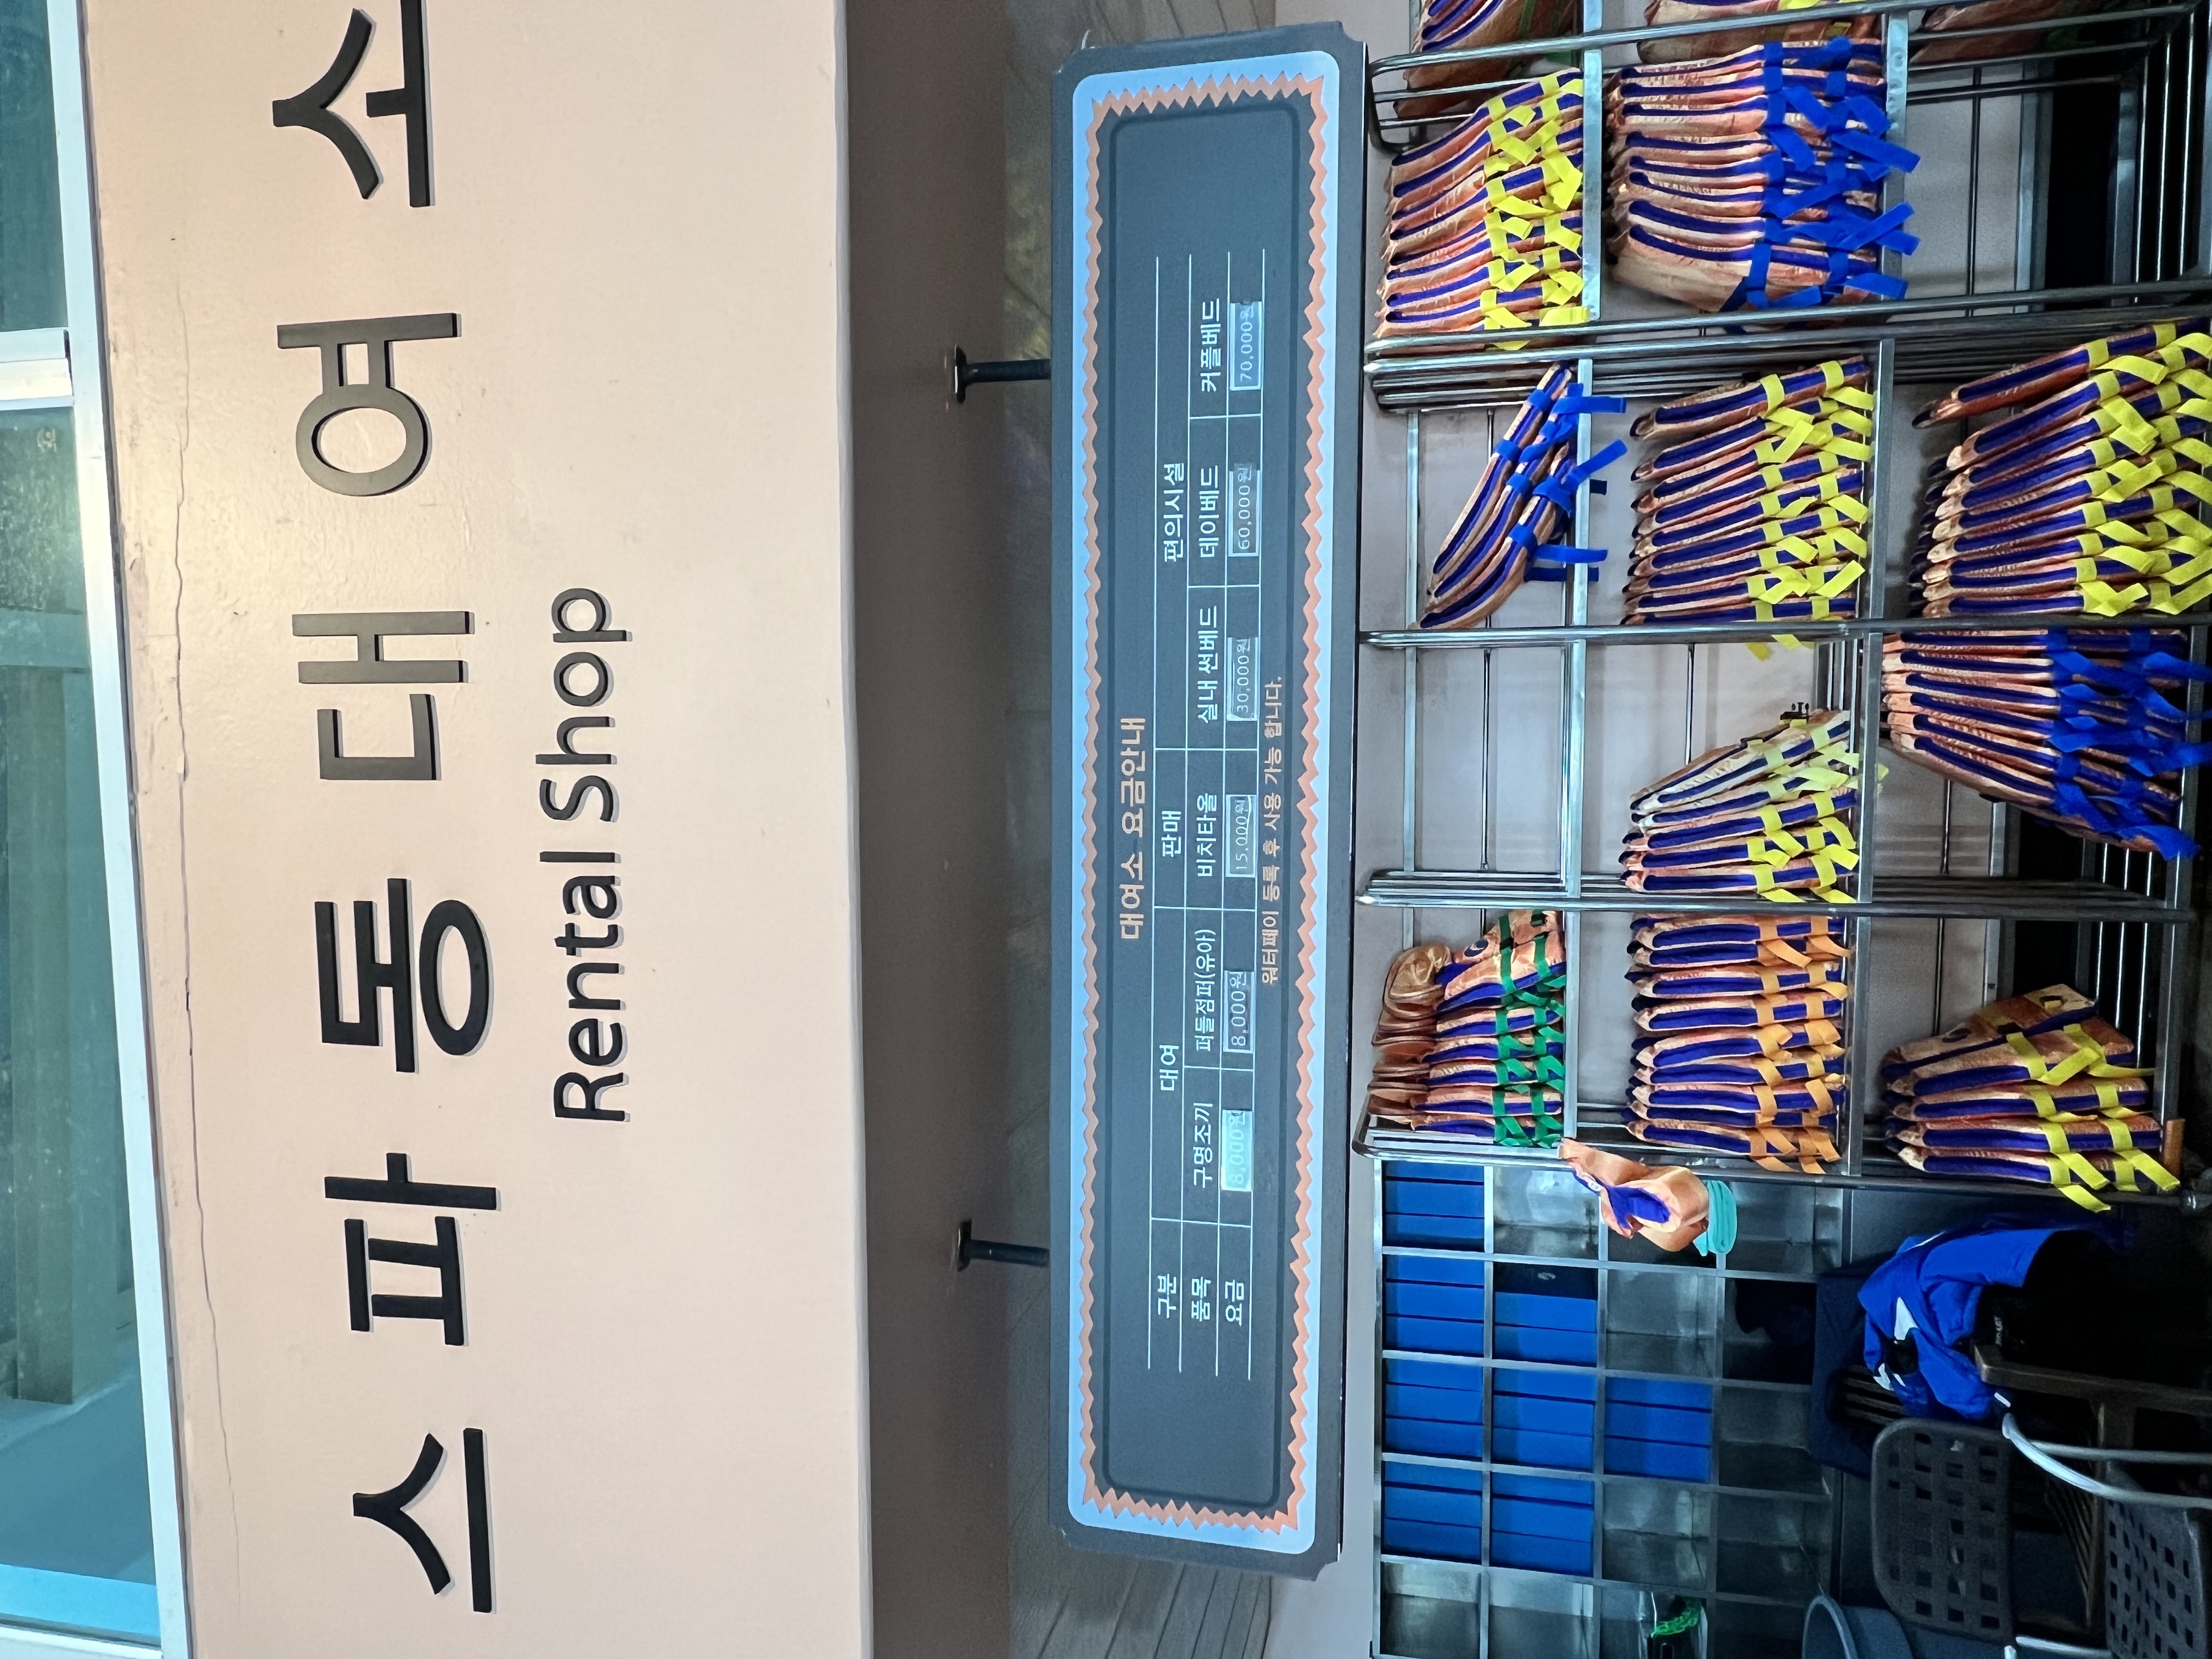 스파동대여소
Rental Shop
대여소 요금안내
구분 대여 판매 편의시설
품목 구명조끼 퍼들점퍼(유아) 비치타올 실내 썬베드 데이베드 커플베드
요금 8,000원 8,000원 15,000원 30,000원 60,000원 70,000원
워터페이 등록 후 사용 가능 합니다.